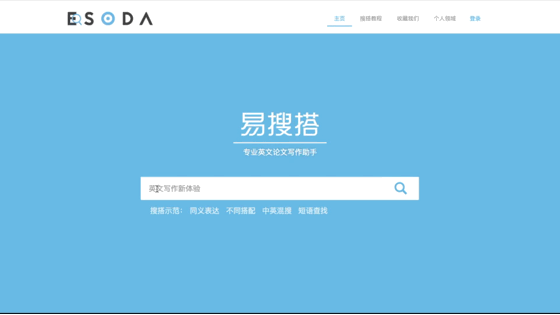 ESODA
主页 搜搭教程 收藏我们 个人领域 登录
易搜搭
专业英文论文写作助手
英文写作新体验
搜搭示范： 同义表达 不同搭配 中英混搜 短语查找